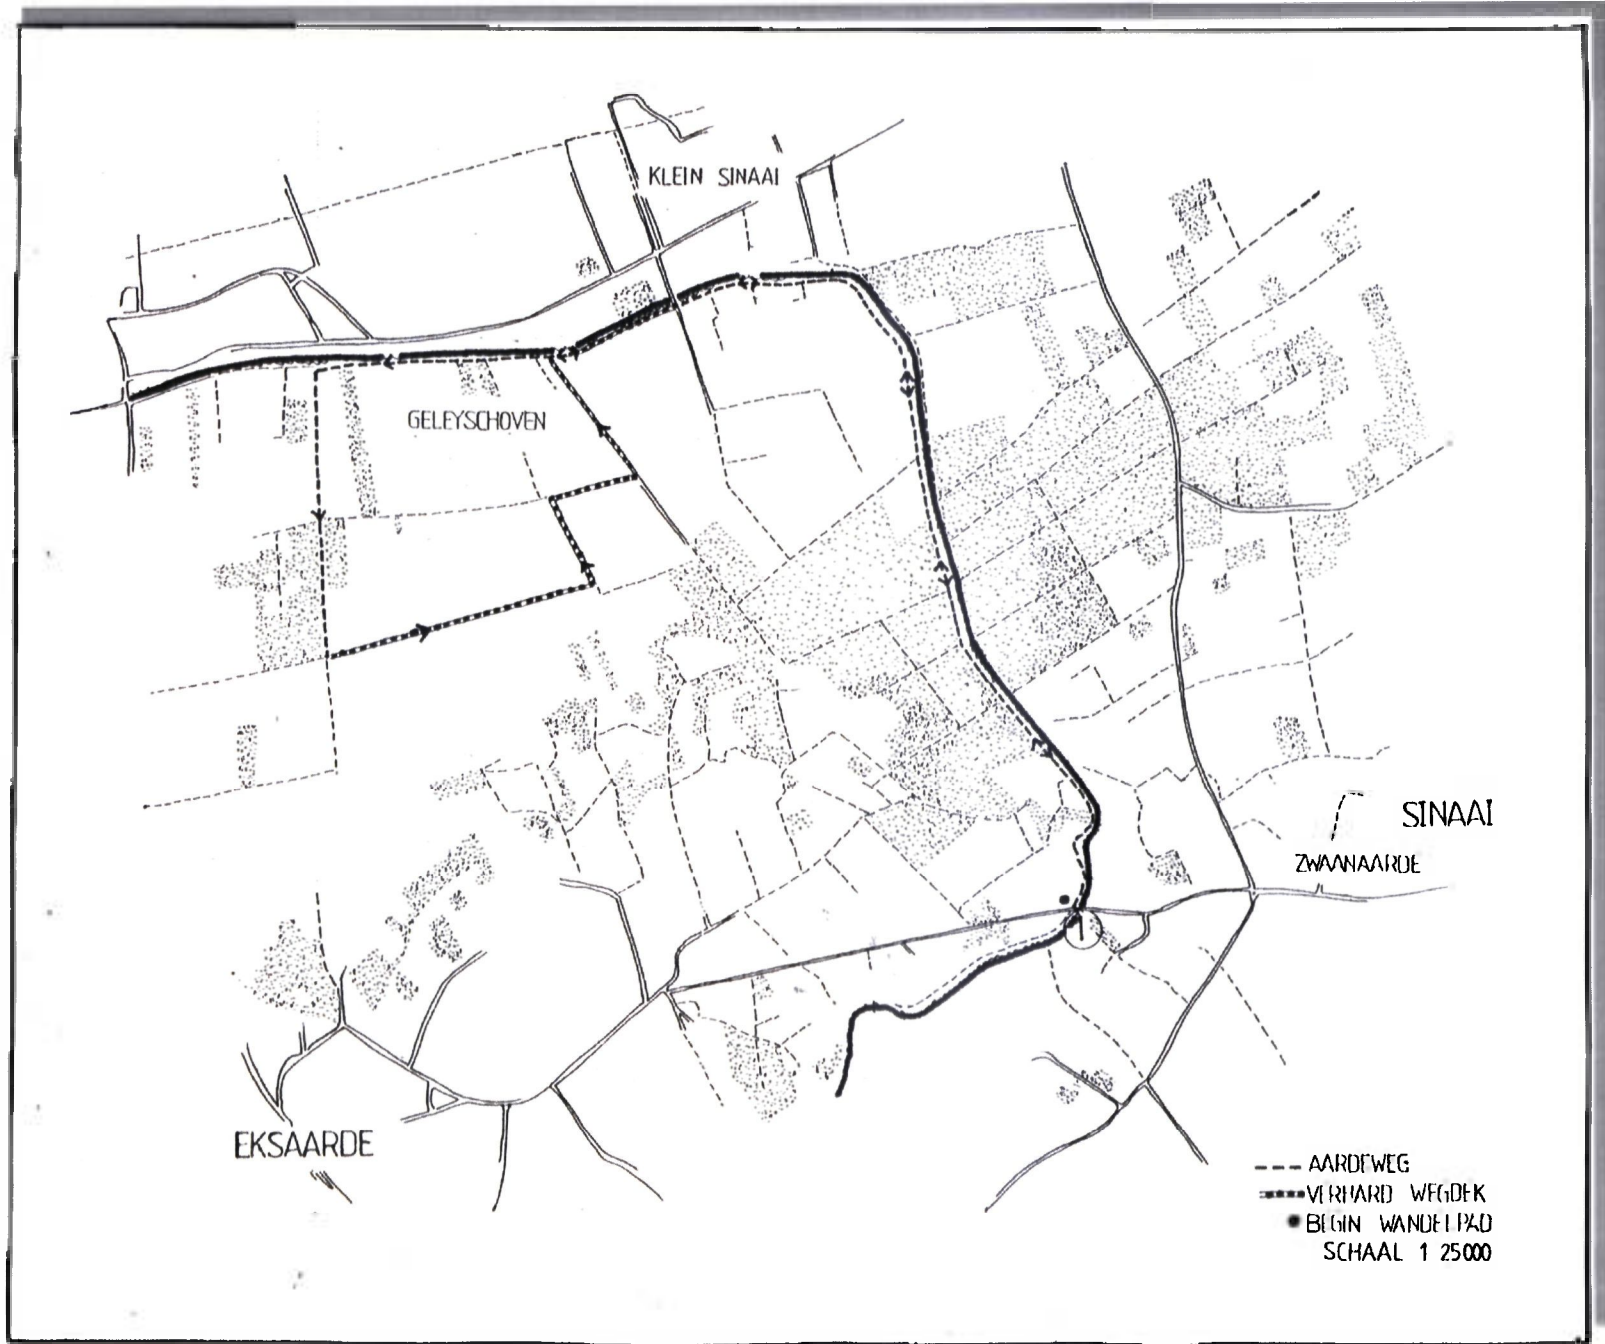 KLEIN SINAAI
GELEYSCHOVEN
SINAAI
ZWAANAARDE
EKSAARDE
AARDEWEG
VERHARD WEGDEK
BEGIN WANDELPAD
SCHAAL 1 25000